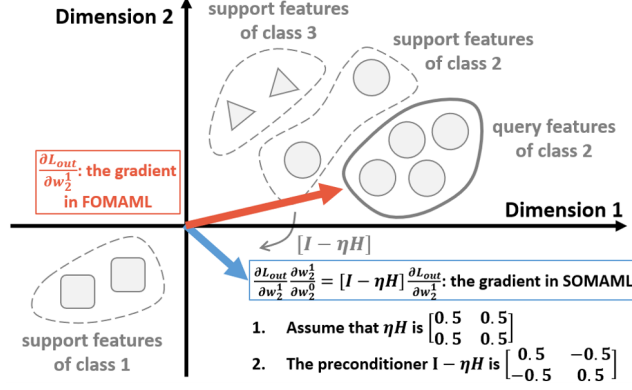 Dimension 2
support features
of class 3
support features
of class 2
query features
of class 2
∂L_out/∂w_2^1: the gradient
in FOMAML
Dimension 1
[I − ηH]
∂L_out/∂w_2^1 ∂w_2^1/∂w_2^0 = [I − ηH] ∂L_out/∂w_2^1: the gradient in SOMAML
support features
of class 1
1. Assume that ηH is [0.5 0.5
0.5 0.5]
2. The preconditioner I − ηH is [0.5 −0.5
−0.5 0.5]